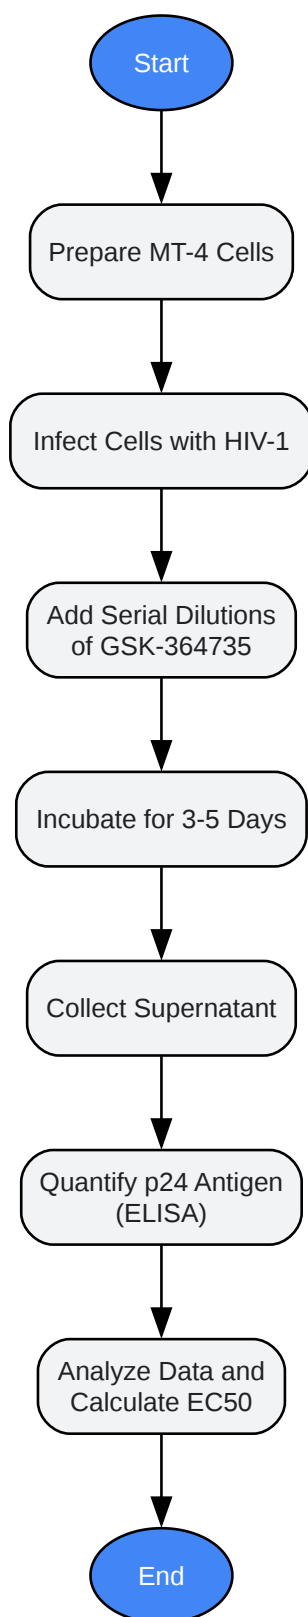 Start
Prepare MT-4 Cells
Infect Cells with HIV-1
Add Serial Dilutions
of GSK-364735
Incubate for 3-5 Days
Collect Supernatant
Quantify p24 Antigen
(ELISA)
Analyze Data and
Calculate EC50
End